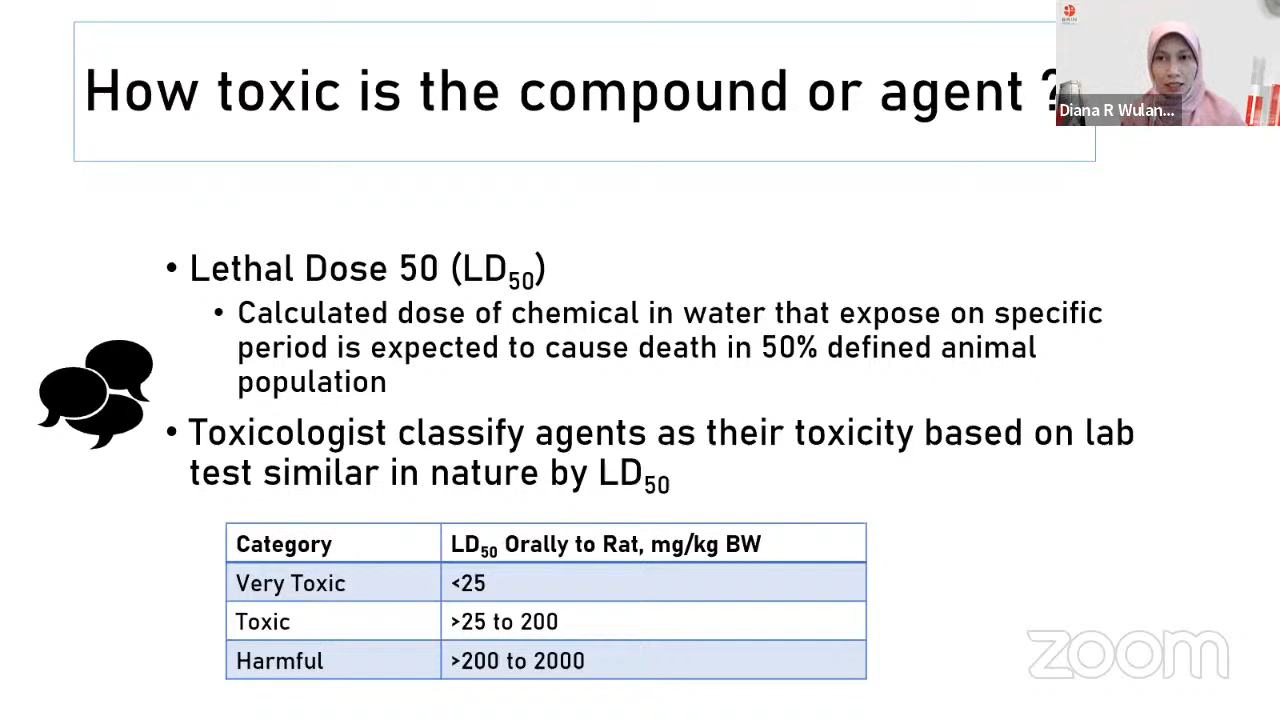 How toxic is the compound or agent ?
Diana R Wulan...
• Lethal Dose 50 (LD50)
• Calculated dose of chemical in water that expose on specific
period is expected to cause death in 50% defined animal
population
• Toxicologist classify agents as their toxicity based on lab
test similar in nature by LD50
Category LD50 Orally to Rat, mg/kg BW
Very Toxic <25
Toxic >25 to 200
Harmful >200 to 2000
zoom